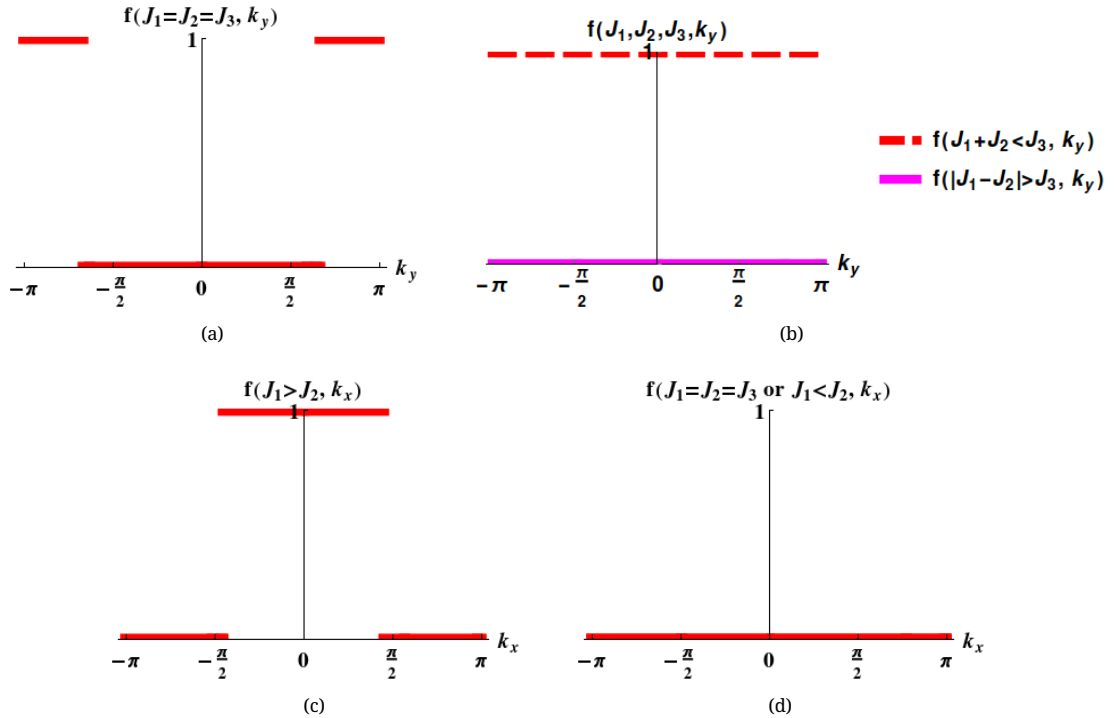 f(J₁=J₂=J₃, k_y)
1
−π
−π/2
0
π/2
π
k_y
(a)
f(J₁,J₂,J₃,k_y)
1
−π
−π/2
0
π/2
π
k_y
f(J₁+J₂<J₃, k_y)
f(|J₁−J₂|>J₃, k_y)
(b)
f(J₁>J₂, k_x)
1
−π
−π/2
0
π/2
π
k_x
(c)
f(J₁=J₂=J₃ or J₁<J₂, k_x)
1
−π
−π/2
0
π/2
π
k_x
(d)